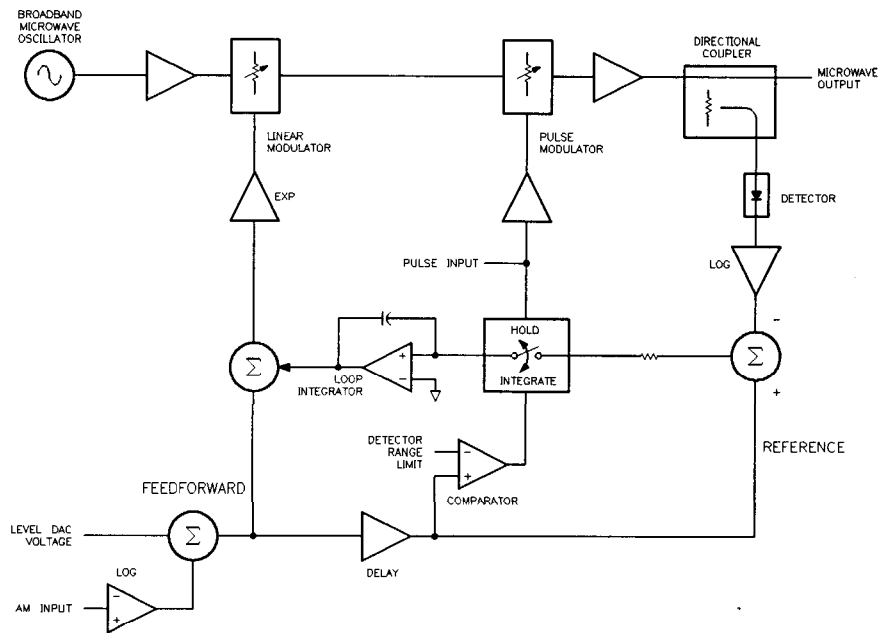 BROADBAND
MICROWAVE
OSCILLATOR
DIRECTIONAL
COUPLER
MICROWAVE
OUTPUT
LINEAR
MODULATOR
PULSE
MODULATOR
EXP
DETECTOR
LOG
PULSE INPUT
HOLD
INTEGRATE
-
Σ
+
Σ
+
-
LOOP
INTEGRATOR
DETECTOR
RANGE
LIMIT
-
+
COMPARATOR
REFERENCE
FEEDFORWARD
LEVEL DAC
VOLTAGE
Σ
DELAY
LOG
AM INPUT
-
+